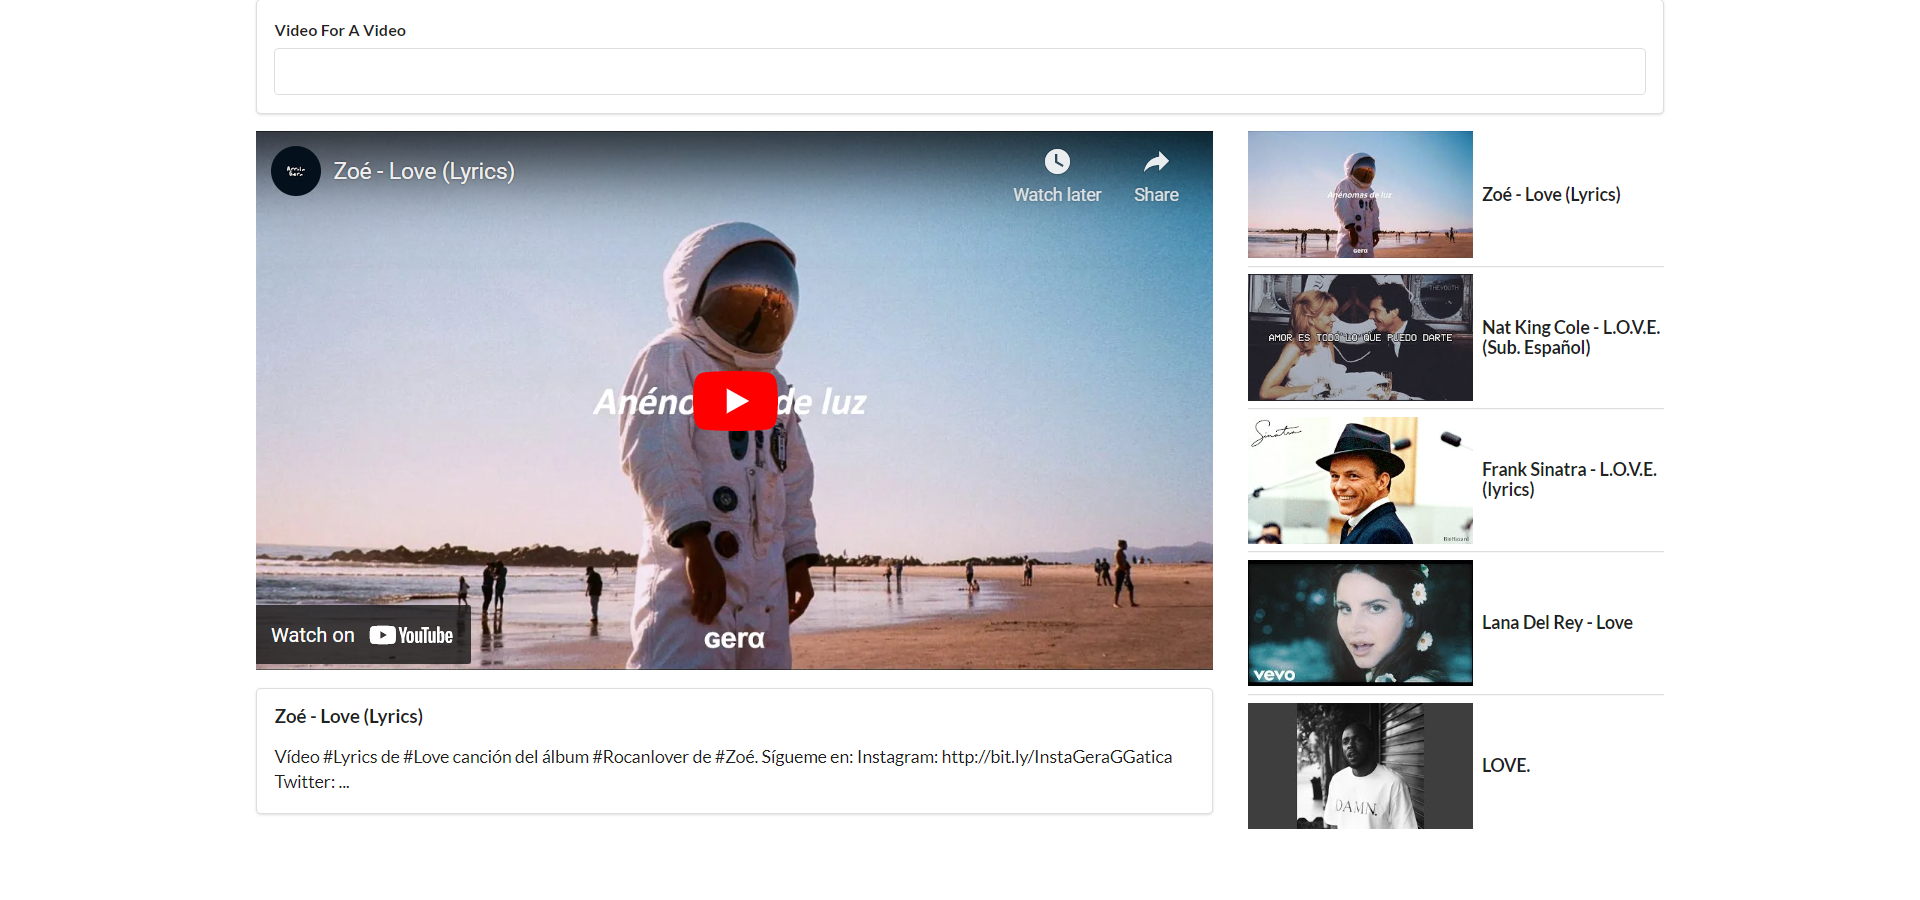 Video For A Video
Zoé - Love (Lyrics)
Watch later
Share
Anéno de luz
Watch on YouTube
Gera
Zoé - Love (Lyrics)
Vídeo #Lyrics de #Love canción del álbum #Rocanlover de #Zoé. Sígueme en: Instagram: http://bit.ly/InstaGeraGGatica
Twitter: ...
Anénomas de luz
Gera
Zoé - Love (Lyrics)
THEYOUTH
AMOR ES TODO LO QUE PUEDO DARTE
Nat King Cole - L.O.V.E.
(Sub. Español)
Sinatra
Frank Sinatra - L.O.V.E.
(lyrics)
vevo
Lana Del Rey - Love
DAMN.
LOVE.